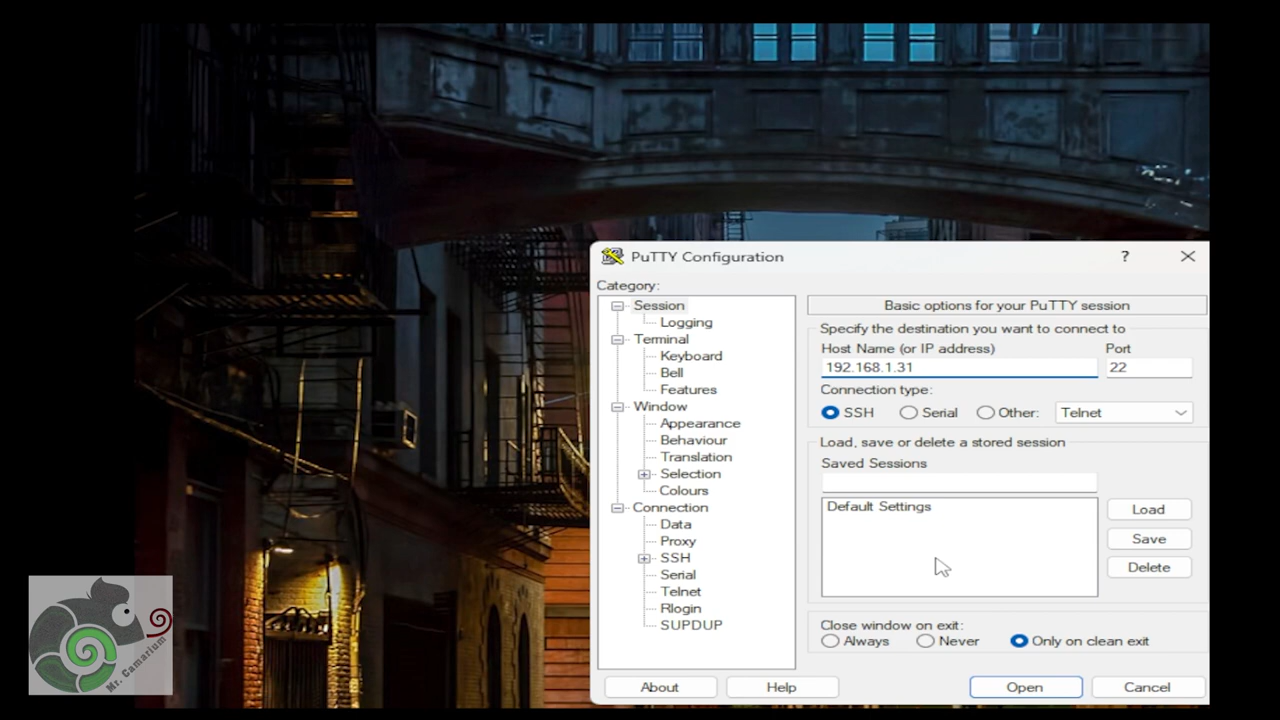 PuTTY Configuration
?
Category:
Session
Logging
Terminal
Keyboard
Bell
Features
Window
Appearance
Behaviour
Translation
Selection
Colours
Connection
Data
Proxy
SSH
Serial
Telnet
Rlogin
SUPDUP
Basic options for your PuTTY session
Specify the destination you want to connect to
Host Name (or IP address) Port
192.168.1.31 22
Connection type:
SSH Serial Other: Telnet
Load, save or delete a stored session
Saved Sessions
Default Settings
Load
Save
Delete
Close window on exit:
Always Never Only on clean exit
About Help Open Cancel
Mr. Camarium